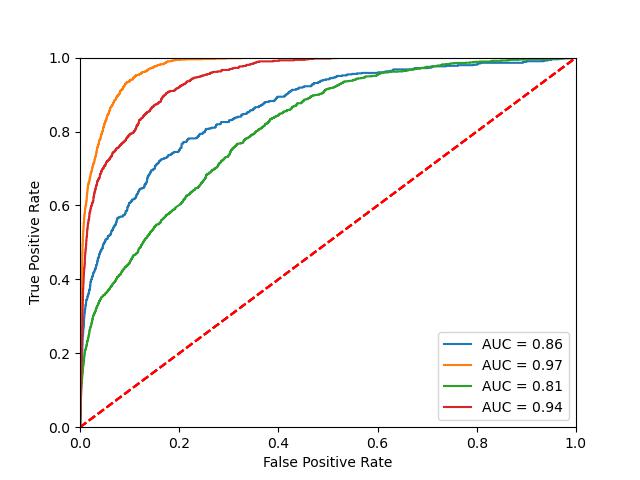 1.0
0.8
0.6
0.4
0.2
0.0
True Positive Rate
0.0 0.2 0.4 0.6 0.8 1.0
False Positive Rate
AUC = 0.86
AUC = 0.97
AUC = 0.81
AUC = 0.94